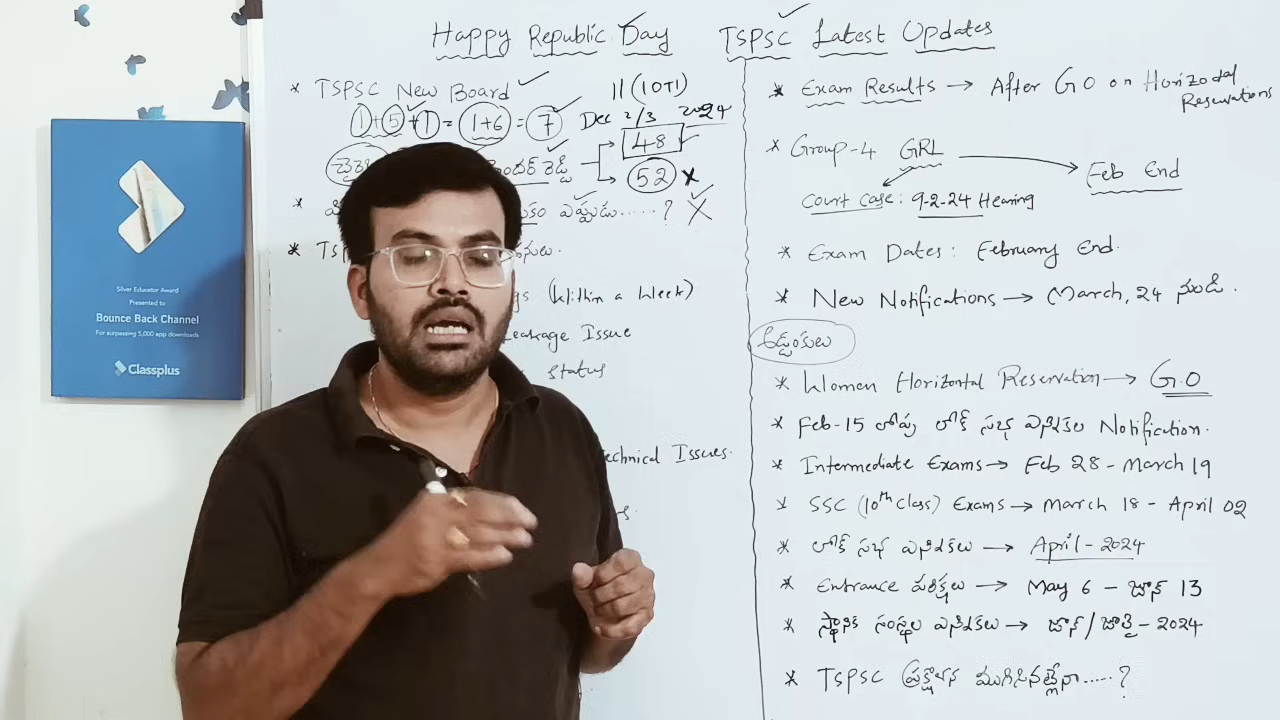 Happy Republic Day TSPSC Latest Updates
* TSPSC New Board
11 (10TI)
1+5+1 = 1+6 = 7
Dec 2/3 2024
48
52 x
ఎప్పుడు.....?
* TSP
(Within a Week)
Leakage Issue
Status
Technical Issues.
* Exam Results → After GO on Horizotal
Reservations
* Group-4 GRL → Feb End
Court Case: 9-2-24 Hearing
* Exam Dates: February End.
* New Notifications → March, 24 నుండి.
అడ్డంకులు
* Women Horizontal Reservation → G.O
* Feb-15 లోపు లోక్ సభ ఎన్నికల Notification.
* Intermediate Exams → Feb 28 - March 19
* SSC (10th Class) Exams → March 18 - April 02
* లోక్ సభ ఎన్నికలు → April - 2024
* Entrance పరీక్షలు → May 6 - జూన్ 13
* స్థానిక సంస్థల ఎన్నికలు → జూన్/జూలై - 2024
* TSPSC ప్రక్షాళన ముగిసినట్లేనా.....?
Silver Educator Award
Presented to
Bounce Back Channel
For surpassing 5,000 app downloads
Classplus